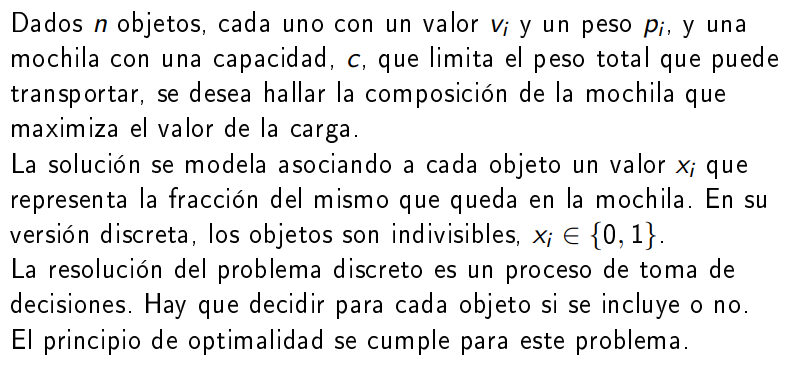 Dados n objetos, cada uno con un valor vᵢ y un peso pᵢ, y una
mochila con una capacidad, c, que limita el peso total que puede
transportar, se desea hallar la composición de la mochila que
maximiza el valor de la carga.
La solución se modela asociando a cada objeto un valor xᵢ que
representa la fracción del mismo que queda en la mochila. En su
versión discreta, los objetos son indivisibles, xᵢ ∈ {0, 1}.
La resolución del problema discreto es un proceso de toma de
decisiones. Hay que decidir para cada objeto si se incluye o no.
El principio de optimalidad se cumple para este problema.